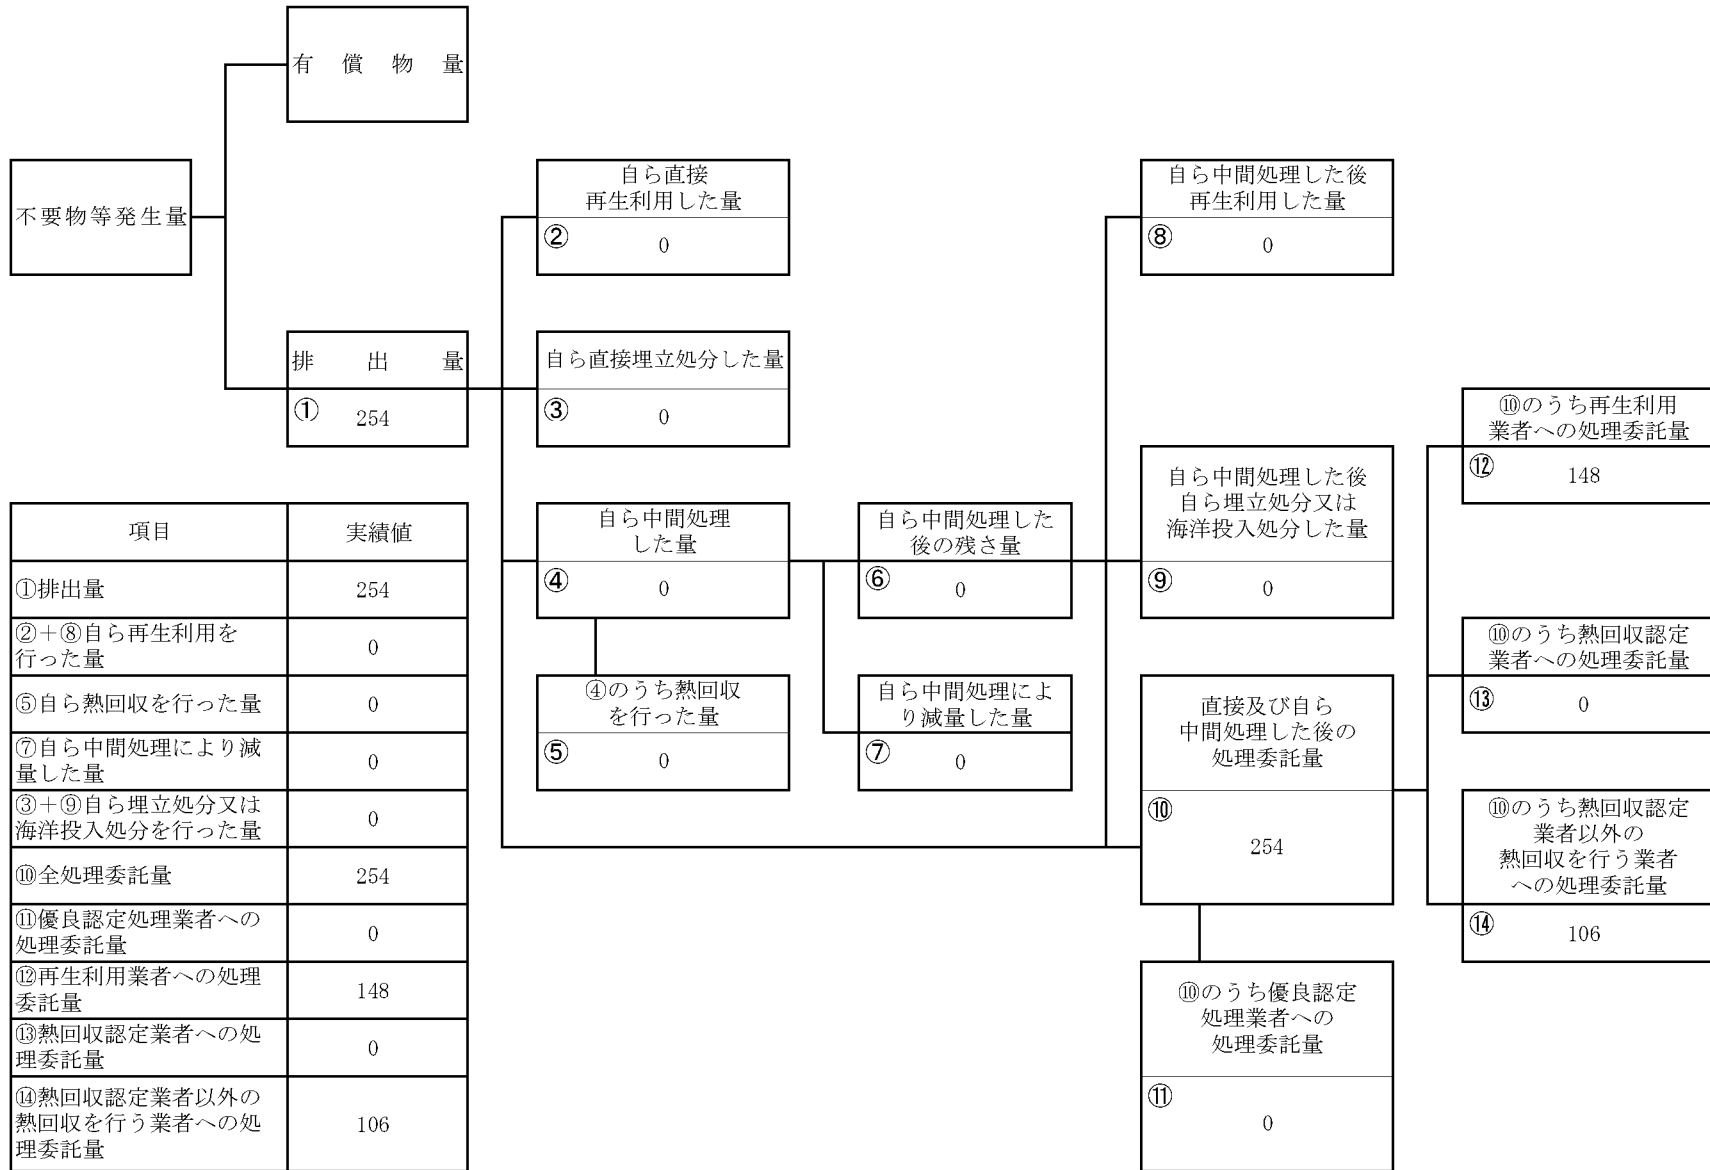 有償物量
不要物等発生量
排出量
①
254
自ら直接
再生利用した量
②
0
自ら直接埋立処分した量
③
0
自ら中間処理
した量
④
0
④のうち熱回収
を行った量
⑤
0
自ら中間処理した
後の残さ量
⑥
0
自ら中間処理によ
り減量した量
⑦
0
自ら中間処理した後
再生利用した量
⑧
0
自ら中間処理した後
自ら埋立処分又は
海洋投入処分した量
⑨
0
直接及び自ら
中間処理した後の
処理委託量
⑩
254
⑩のうち優良認定
処理業者への
処理委託量
⑪
0
⑩のうち再生利用
業者への処理委託量
⑫
148
⑩のうち熱回収認定
業者への処理委託量
⑬
0
⑩のうち熱回収認定
業者以外の
熱回収を行う業者
への処理委託量
⑭
106
項目 実績値
①排出量 254
②+⑧自ら再生利用を
行った量 0
⑤自ら熱回収を行った量 0
⑦自ら中間処理により減
量した量 0
③+⑨自ら埋立処分又は
海洋投入処分を行った量 0
⑩全処理委託量 254
⑪優良認定処理業者への
処理委託量 0
⑫再生利用業者への処理
委託量 148
⑬熱回収認定業者への処
理委託量 0
⑭熱回収認定業者以外の
熱回収を行う業者への処 106
理委託量